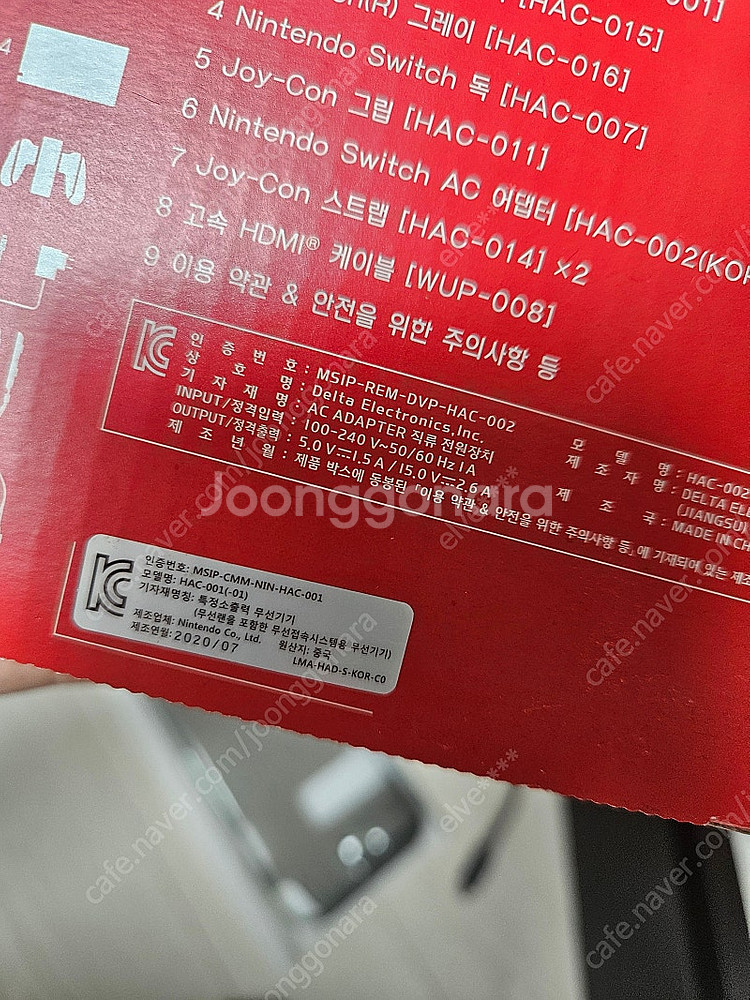 [HAC-015]
그레이 [HAC-016]
4 Nintendo Switch 독 [HAC-007]
5 Joy-Con 그립 [HAC-011]
6 Nintendo Switch AC 어댑터 [HAC-002(KOR
7 Joy-Con 스트랩 [HAC-014] ×2
8 고속 HDMI® 케이블 [WUP-008]
9 이용 약관 & 안전을 위한 주의사항 등
인증번호 : MSIP-REM-DVP-HAC-002
상호명 : Delta Electronics,Inc. 모델명 : HAC-002
기자재명 : AC ADAPTER 직류 전원장치 제조자명 : DELTA ELE
INPUT/정격입력 : 100-240 V~50/60 Hz 1 A (JIANGSU)
OUTPUT/정격출력 : 5.0 V⎓1.5 A / 15.0 V⎓2.6 A 제조국 : MADE IN CH
제조년월 : 제품 박스에 동봉된 「이용 약관 & 안전을 위한 주의사항 등」에 기재되어 있는 제조
인증번호: MSIP-CMM-NIN-HAC-001
모델명: HAC-001(-01)
기자재명칭: 특정소출력 무선기기
(무선랜을 포함한 무선접속시스템용 무선기기)
제조업체: Nintendo Co., Ltd. 원산지: 중국
제조연월: 2020/07 LMA-HAD-S-KOR-C0
Joonggonara
cafe.naver.com/joonggonara
elve****